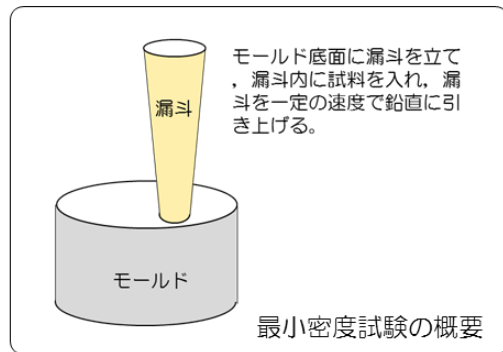 モールド底面に漏斗を立て
，漏斗内に試料を入れ，漏
斗を一定の速度で鉛直に引
き上げる。
漏斗
モールド
最小密度試験の概要